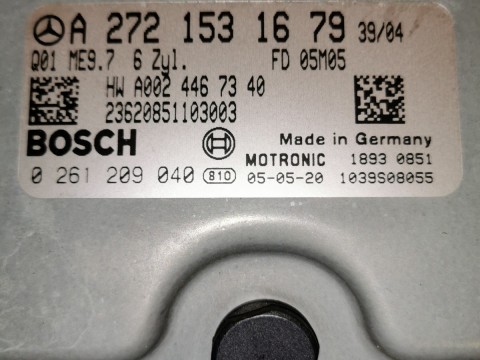 A 272 153 16 79 39/04
Q01 ME9.7 6 Zyl. FD 05M05
HW A002 446 73 40
23620851103003
BOSCH Made in Germany
MOTRONIC 1893 0851
0 261 209 040 810 05-05-20 1039S08055